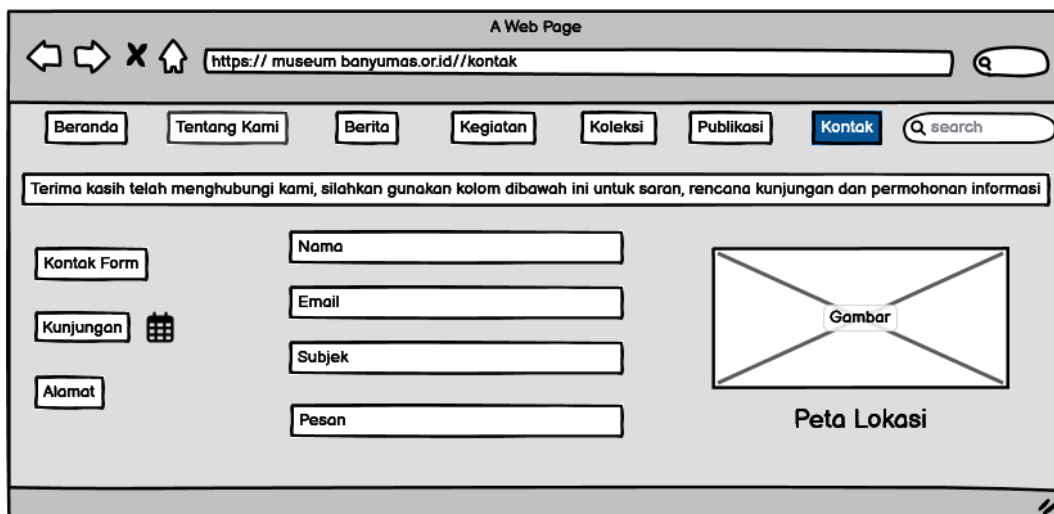 A Web Page
https:// museum banyumas.or.id//kontak
Beranda
Tentang Kami
Berita
Kegiatan
Koleksi
Publikasi
Kontak
search
Terima kasih telah menghubungi kami, silahkan gunakan kolom dibawah ini untuk saran, rencana kunjungan dan permohonan informasi
Kontak Form
Kunjungan
Alamat
Nama
Email
Subjek
Pesan
Gambar
Peta Lokasi